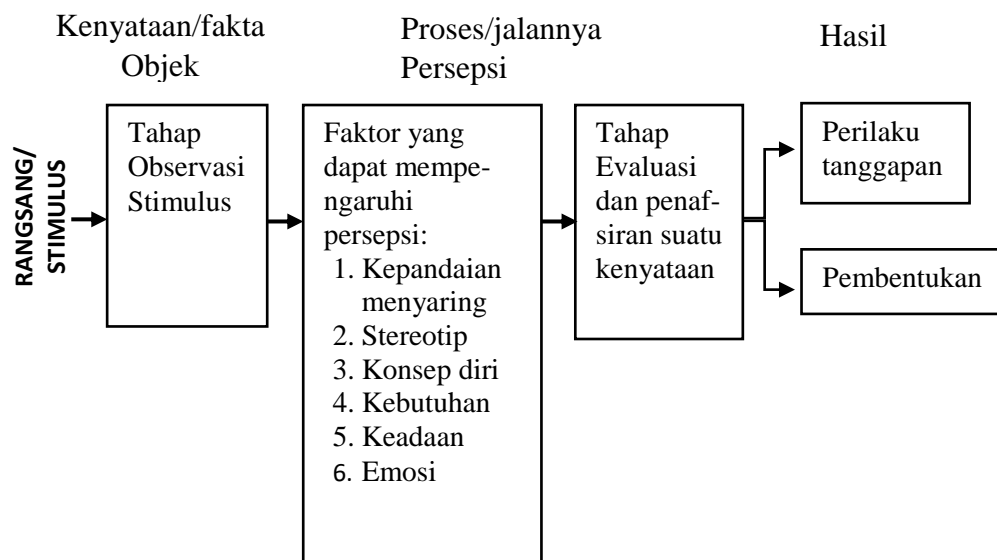 Kenyataan/fakta
Objek
Proses/jalannya
Persepsi
Hasil
RANGSANG/
STIMULUS
Tahap
Observasi
Stimulus
Faktor yang
dapat mempe-
ngaruhi
persepsi:
1. Kepandaian
menyaring
2. Stereotip
3. Konsep diri
4. Kebutuhan
5. Keadaan
6. Emosi
Tahap
Evaluasi
dan penaf-
siran suatu
kenyataan
Perilaku
tanggapan
Pembentukan